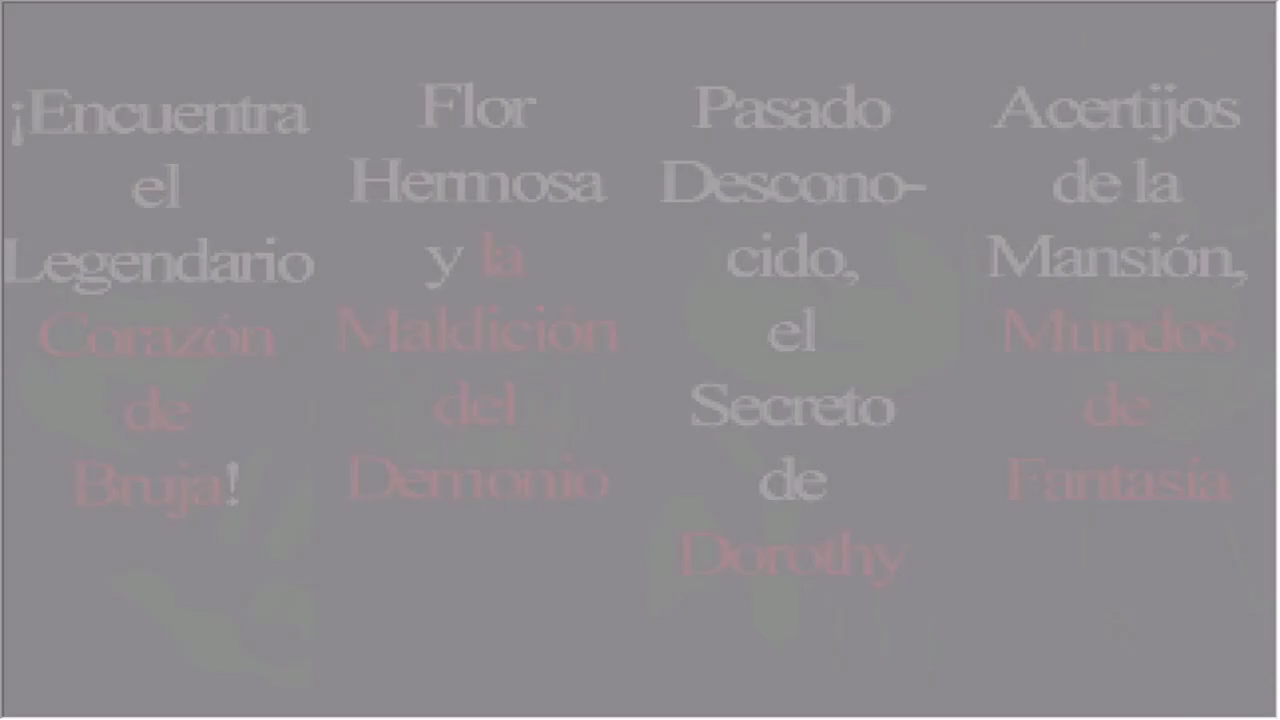 ¡Encuentra
el
Legendario
Corazón
de
Bruja!
Flor
Hermosa
y la
Maldición
del
Demonio
Pasado
Descono-
cido,
el
Secreto
de
Dorothy
Acertijos
de la
Mansión,
Mundos
de
Fantasía